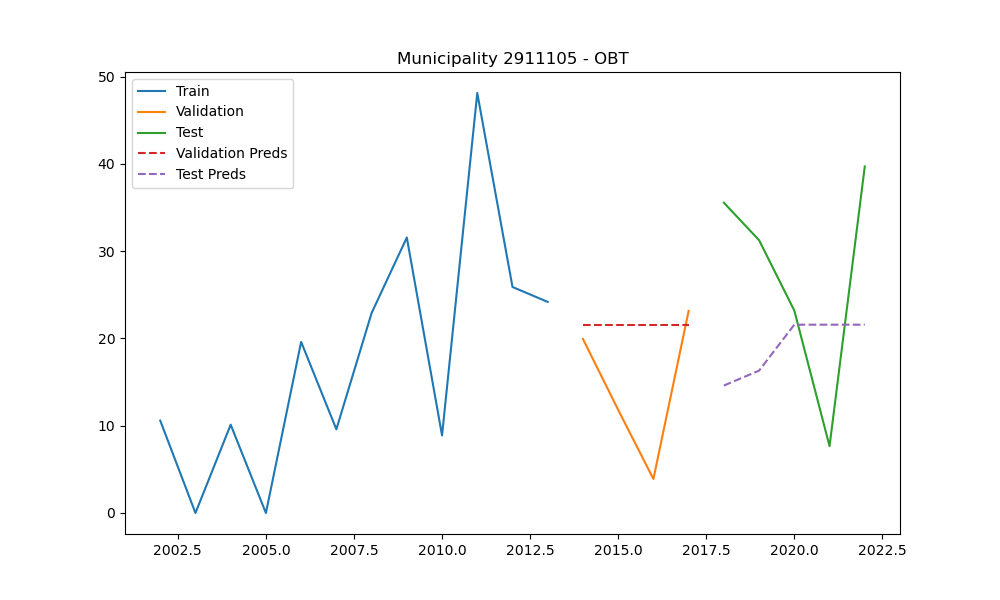 Municipality 2911105 - OBT
Train
Validation
Test
Validation Preds
Test Preds
50
40
30
20
10
0
2002.5 2005.0 2007.5 2010.0 2012.5 2015.0 2017.5 2020.0 2022.5